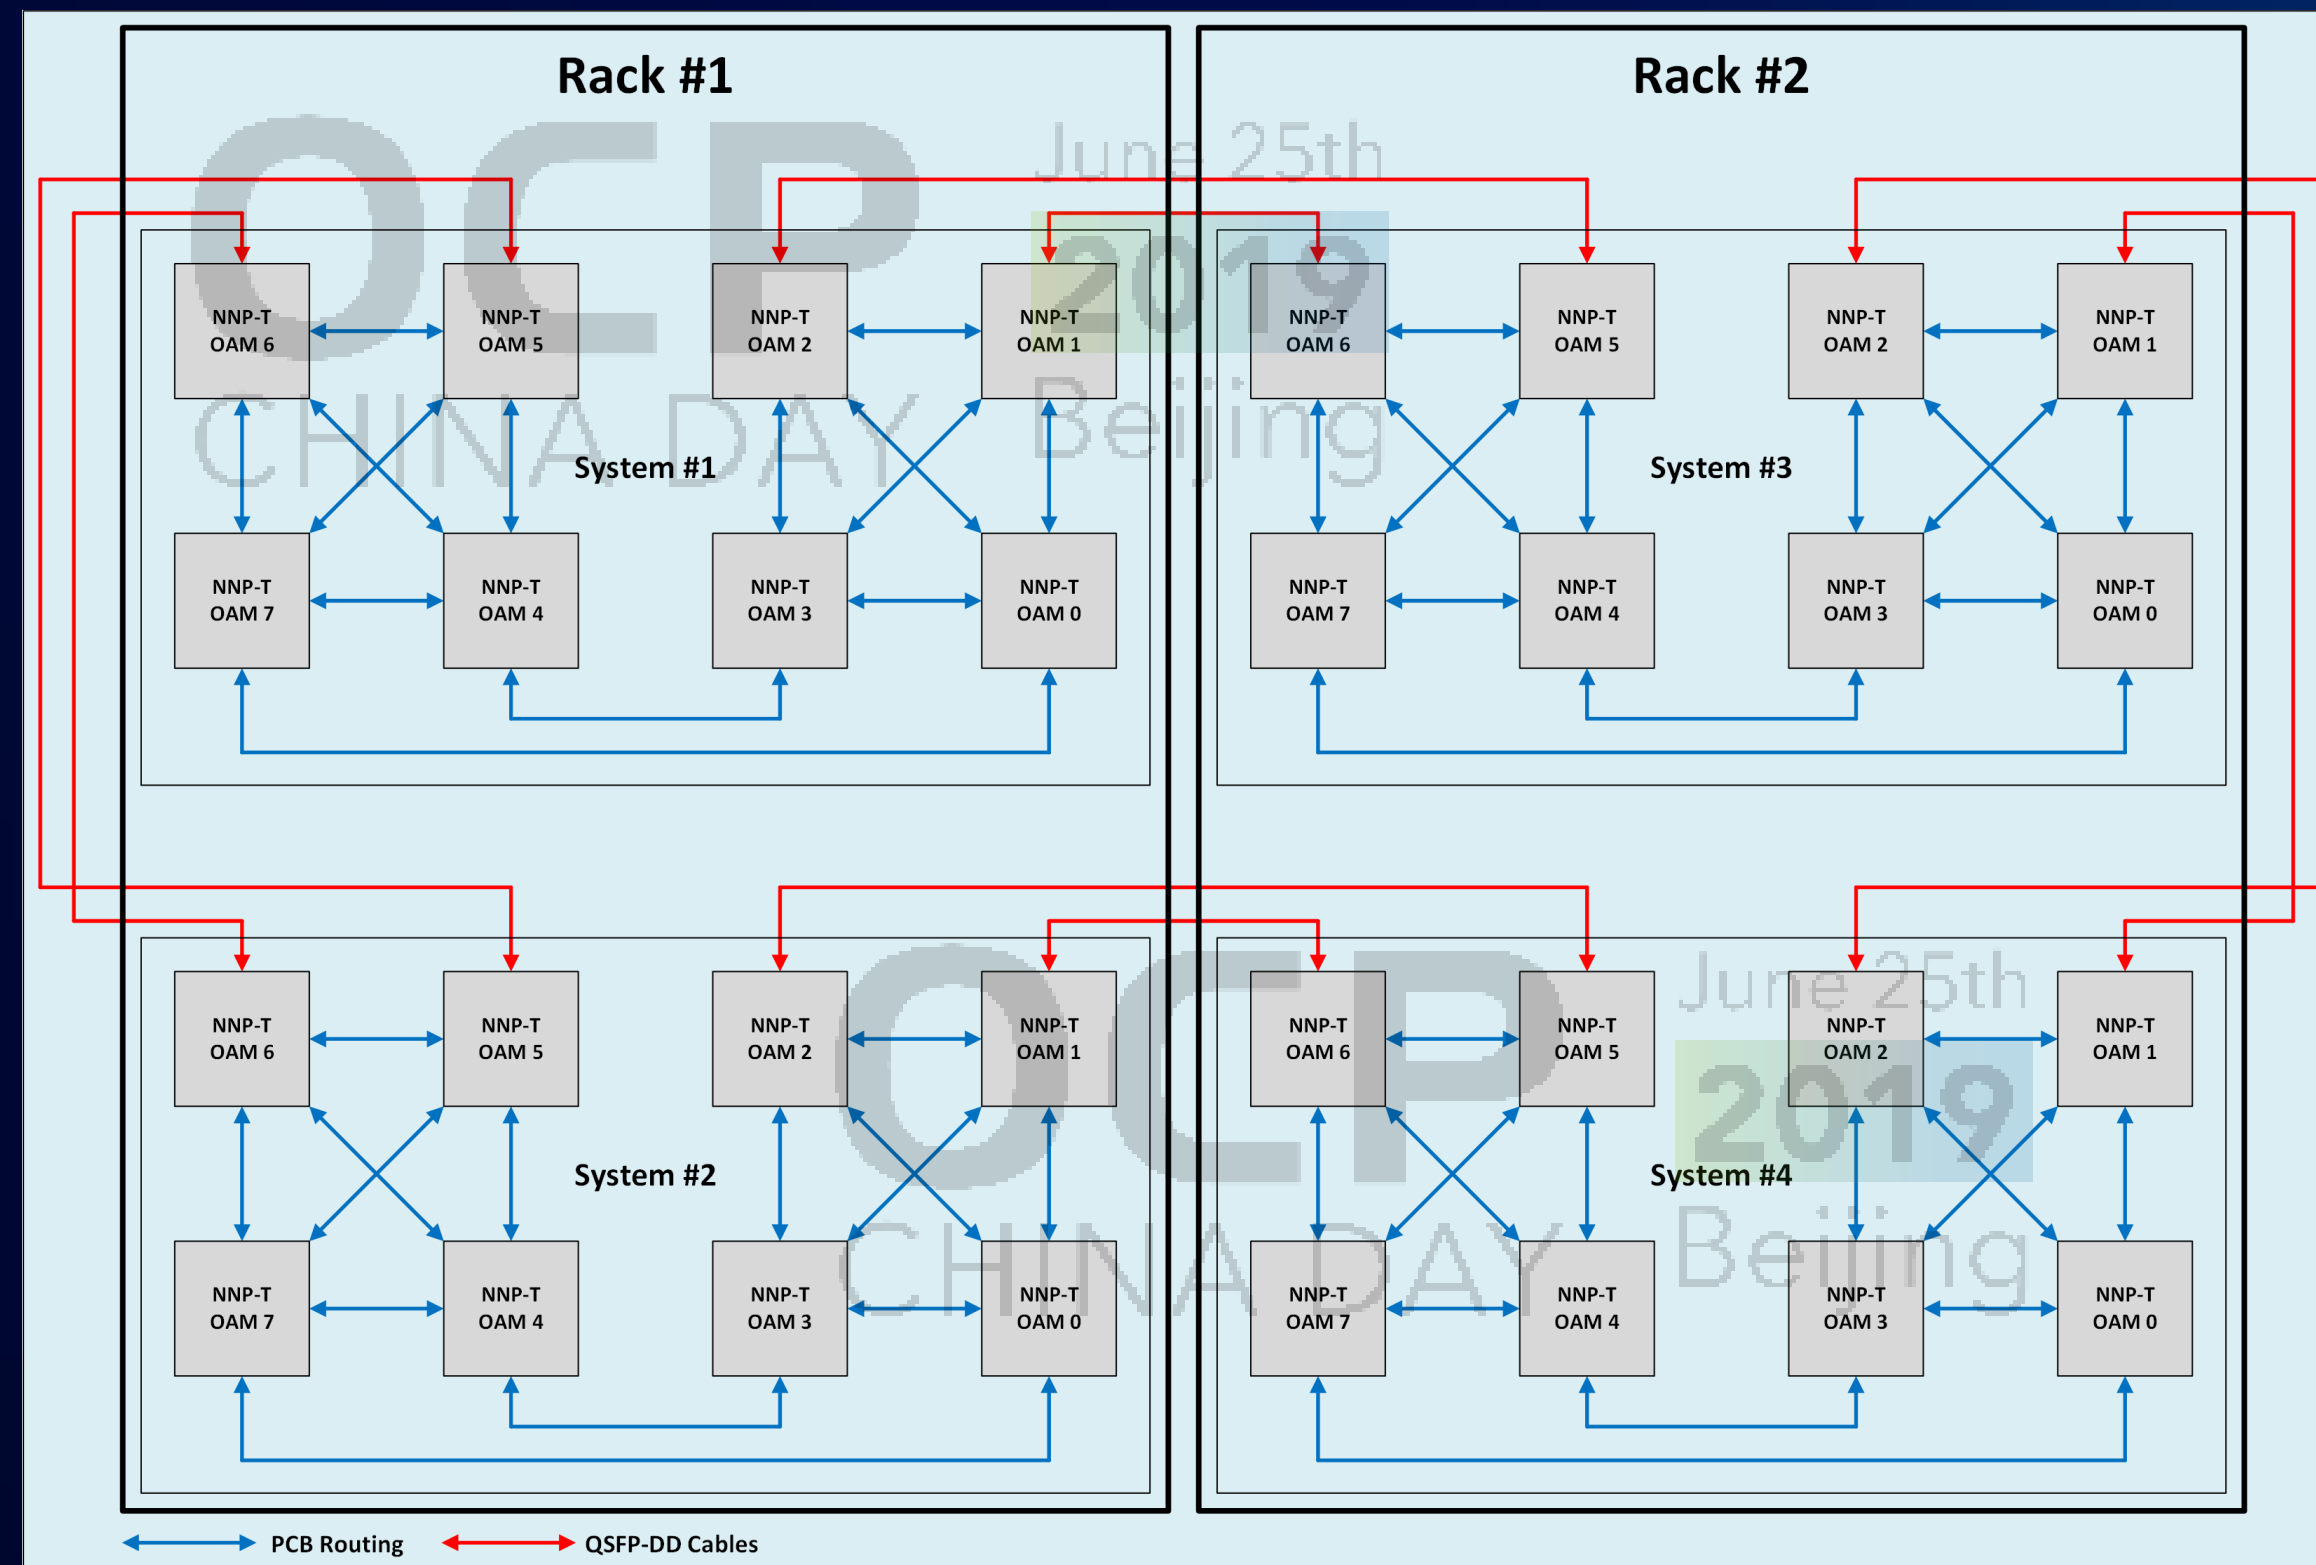 Rack #1
Rack #2
OCP
June 25th
2019
CHINA DAY
Beijing
NNP-T
OAM 6
NNP-T
OAM 5
NNP-T
OAM 2
NNP-T
OAM 1
NNP-T
OAM 6
NNP-T
OAM 5
NNP-T
OAM 2
NNP-T
OAM 1
System #1
System #3
NNP-T
OAM 7
NNP-T
OAM 4
NNP-T
OAM 3
NNP-T
OAM 0
NNP-T
OAM 7
NNP-T
OAM 4
NNP-T
OAM 3
NNP-T
OAM 0
OCP
June 25th
2019
CHINA DAY
Beijing
NNP-T
OAM 6
NNP-T
OAM 5
NNP-T
OAM 2
NNP-T
OAM 1
NNP-T
OAM 6
NNP-T
OAM 5
NNP-T
OAM 2
NNP-T
OAM 1
System #2
System #4
NNP-T
OAM 7
NNP-T
OAM 4
NNP-T
OAM 3
NNP-T
OAM 0
NNP-T
OAM 7
NNP-T
OAM 4
NNP-T
OAM 3
NNP-T
OAM 0
PCB Routing
QSFP-DD Cables